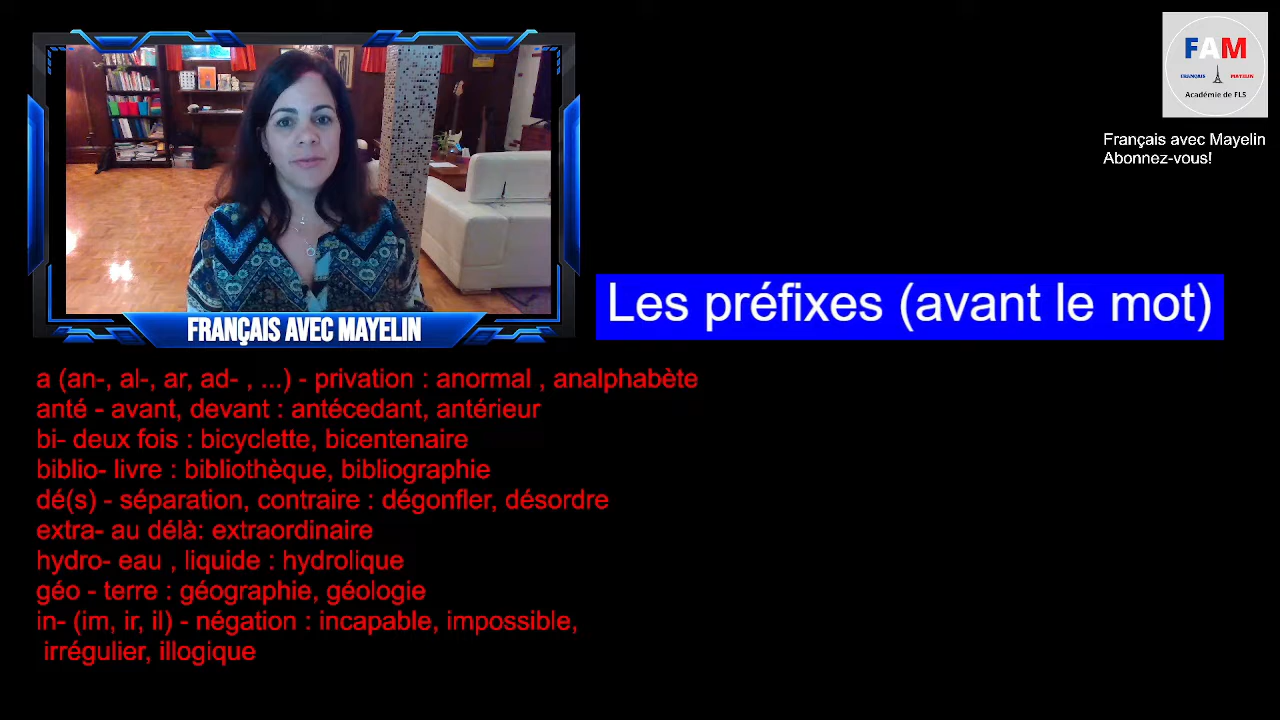 FAM
FRANÇAIS MAYELIN
Académie de FLS
Français avec Mayelin
Abonnez-vous!
Les préfixes (avant le mot)
FRANÇAIS AVEC MAYELIN
a (an-, al-, ar, ad- , ...) - privation : anormal , analphabète
anté - avant, devant : antécedant, antérieur
bi- deux fois : bicyclette, bicentenaire
biblio- livre : bibliothèque, bibliographie
dé(s) - séparation, contraire : dégonfler, désordre
extra- au délà: extraordinaire
hydro- eau , liquide : hydrolique
géo - terre : géographie, géologie
in- (im, ir, il) - négation : incapable, impossible,
irrégulier, illogique